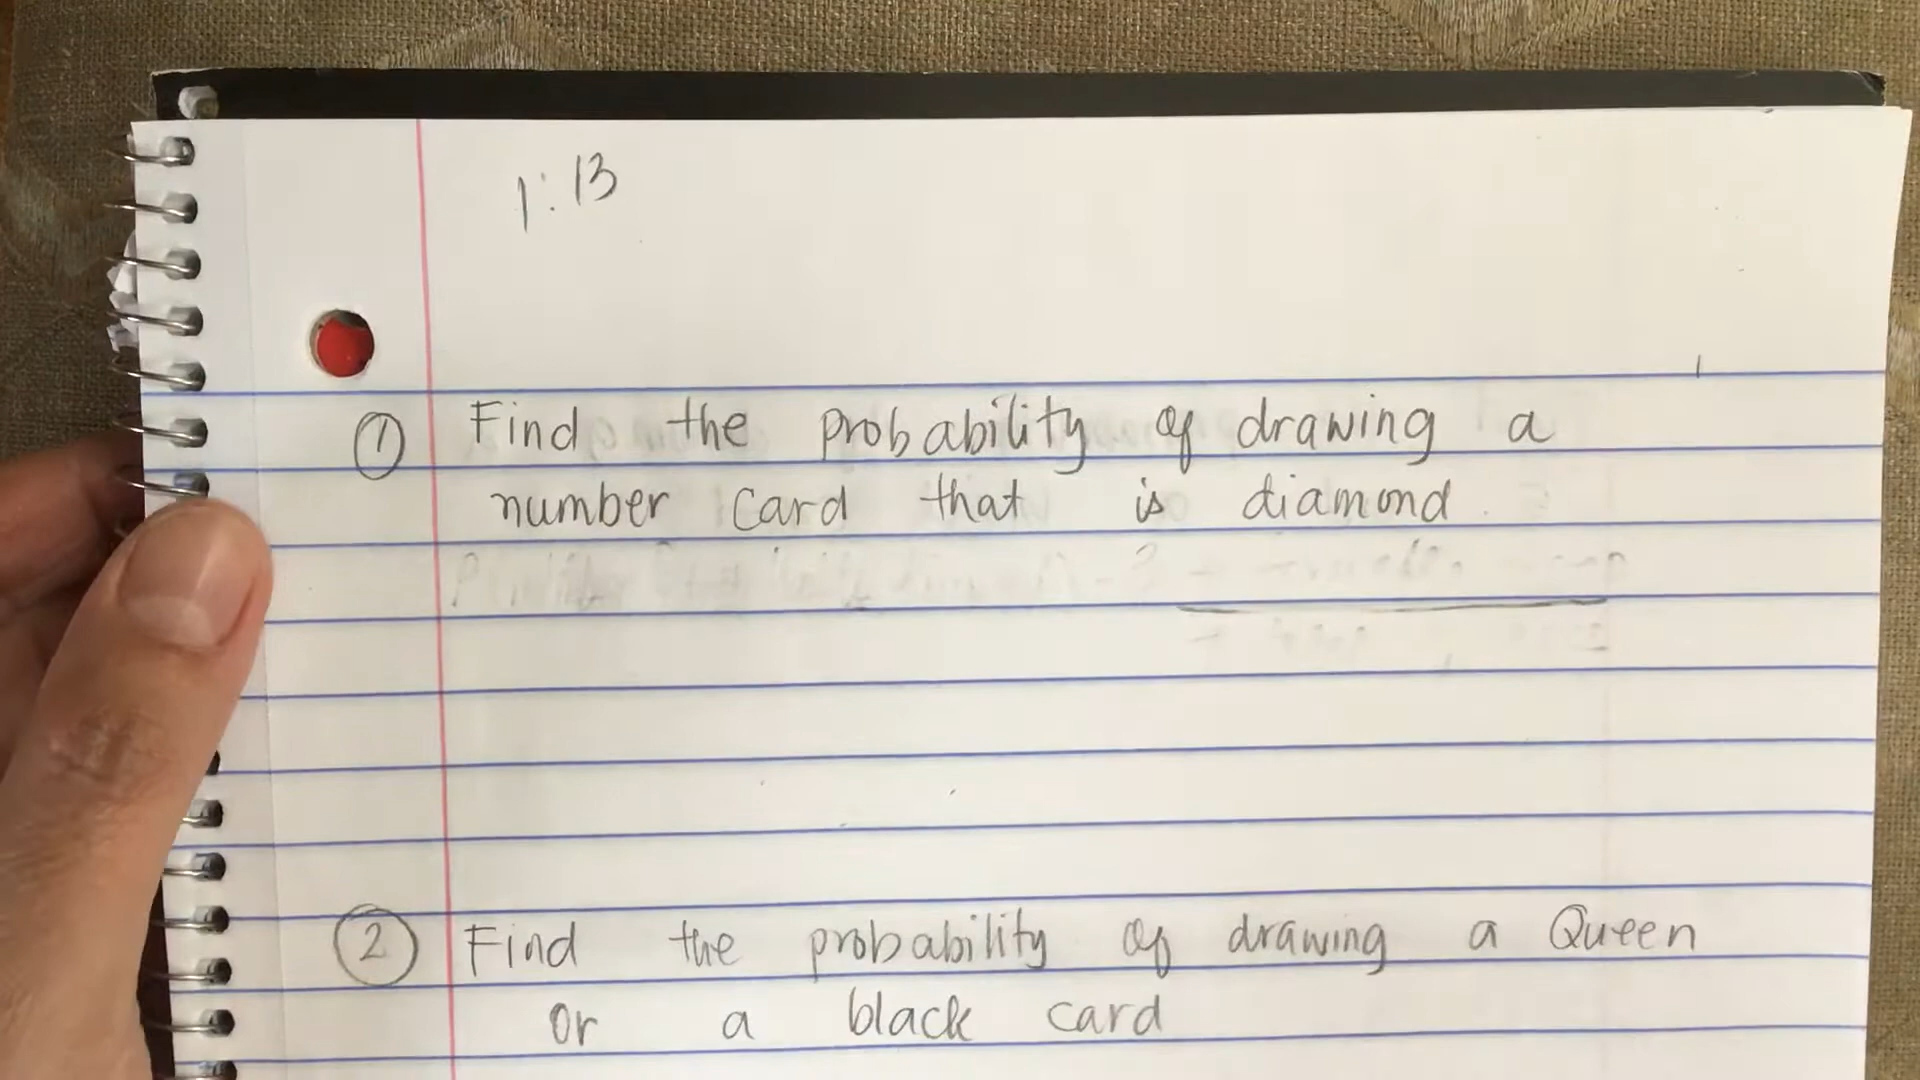 1:13
① Find the probability of drawing a
number card that is diamond.
② Find the probability of drawing a Queen
or a black card